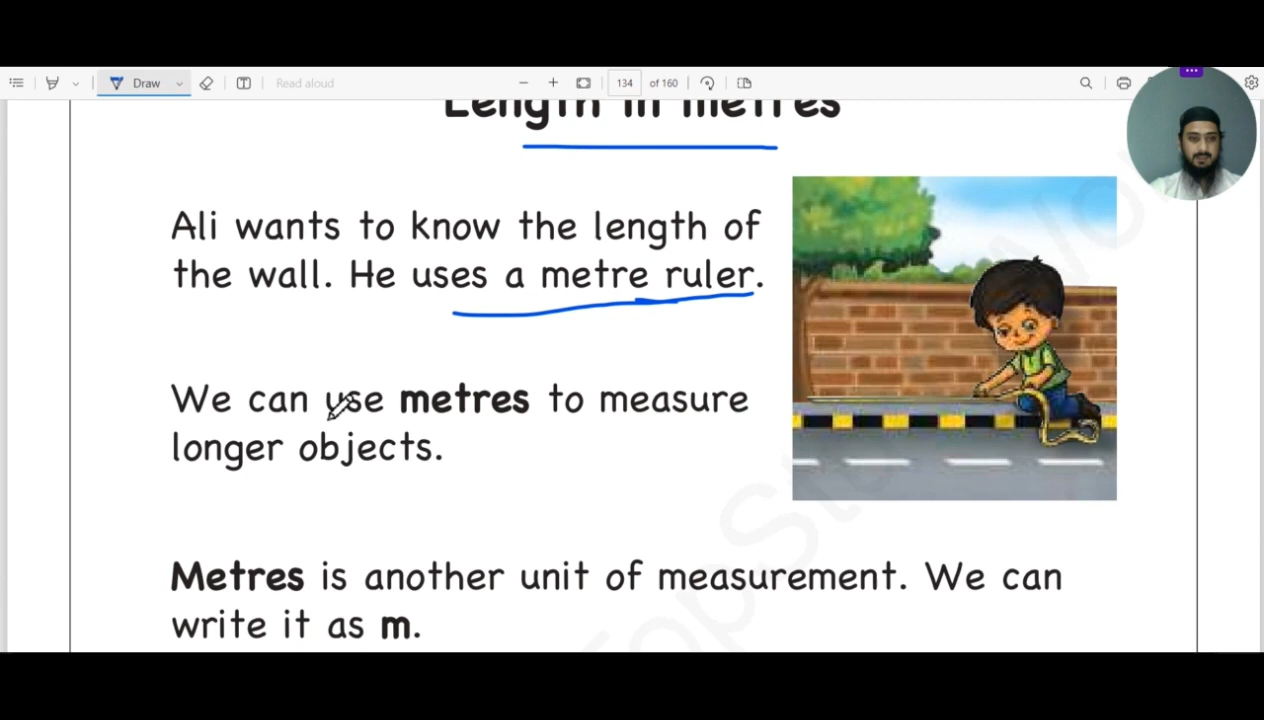 Draw
Read aloud
134 of 160
Length in metres
Ali wants to know the length of
the wall. He uses a metre ruler.
We can use metres to measure
longer objects.
Metres is another unit of measurement. We can
write it as m.